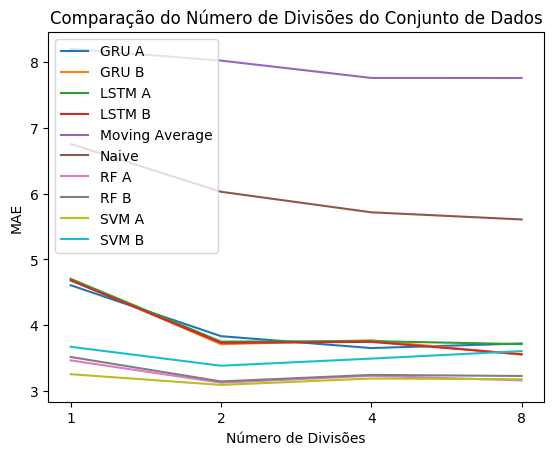 Comparação do Número de Divisões do Conjunto de Dados
8
7
6
5
4
3
MAE
GRU A
GRU B
LSTM A
LSTM B
Moving Average
Naive
RF A
RF B
SVM A
SVM B
1 2 4 8
Número de Divisões